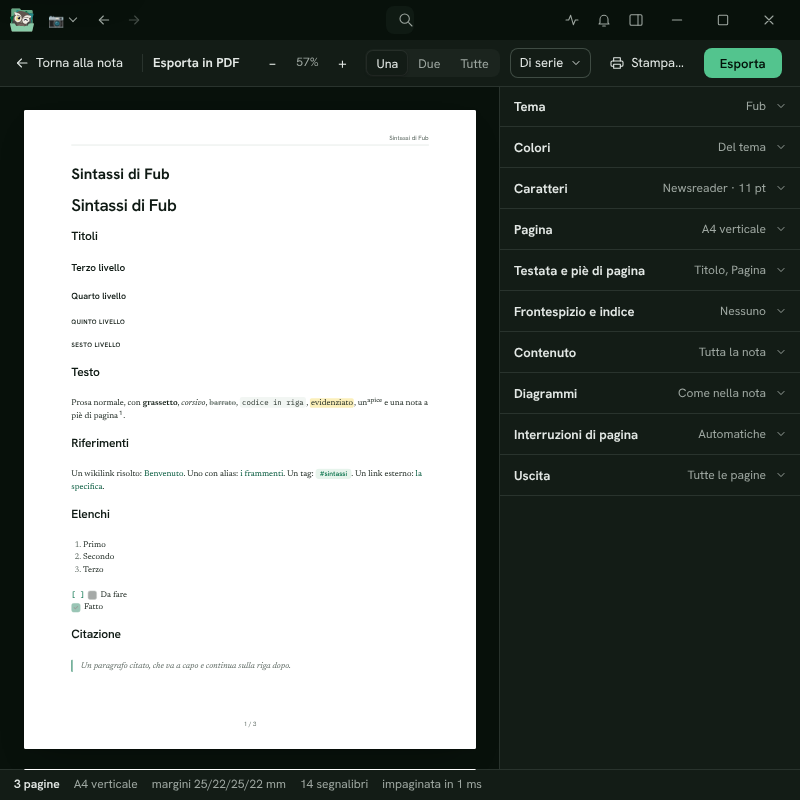 Torna alla nota
Esporta in PDF
− 57% +
Una Due Tutte
Di serie
Stampa...
Esporta
Sintassi di Fub
Sintassi di Fub
Sintassi di Fub
Titoli
Terzo livello
Quarto livello
QUINTO LIVELLO
SESTO LIVELLO
Testo
Prosa normale, con grassetto, corsivo, barrato, codice in riga , evidenziato, unapice e una nota a
piè di pagina1.
Riferimenti
Un wikilink risolto: Benvenuto. Uno con alias: i frammenti. Un tag: #sintassi . Un link esterno: la
specifica.
Elenchi
1. Primo
2. Secondo
3. Terzo
[ ] Da fare
Fatto
Citazione
Un paragrafo citato, che va a capo e continua sulla riga dopo.
1 / 3
Tema Fub
Colori Del tema
Caratteri Newsreader · 11 pt
Pagina A4 verticale
Testata e piè di pagina Titolo, Pagina
Frontespizio e indice Nessuno
Contenuto Tutta la nota
Diagrammi Come nella nota
Interruzioni di pagina Automatiche
Uscita Tutte le pagine
3 pagine A4 verticale margini 25/22/25/22 mm 14 segnalibri impaginata in 1 ms